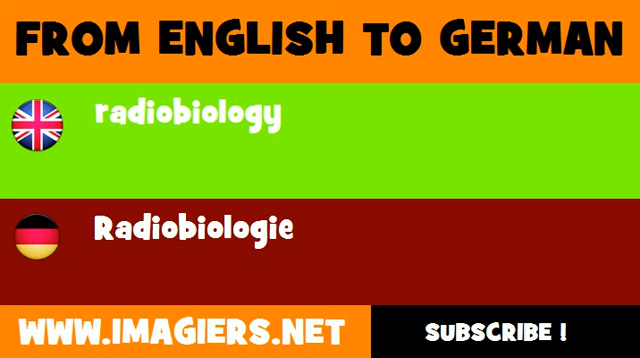 FROM ENGLISH TO GERMAN
radiobiology
Radiobiologie
WWW.IMAGIERS.NET
SUBSCRIBE !